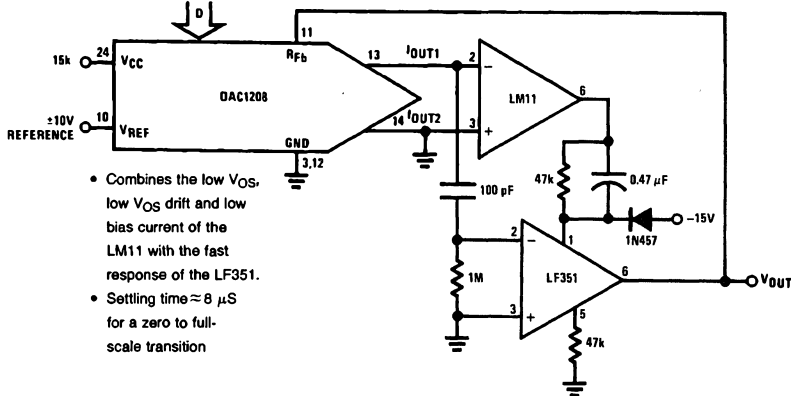 D
11
RFb
15k
24
VCC
DAC1208
13
IOUT1
2
−
LM11
6
±10V
REFERENCE
10
VREF
14
IOUT2
3
+
GND
3,12
• Combines the low VOS,
low VOS drift and low
bias current of the
LM11 with the fast
response of the LF351.
• Settling time ≈ 8 μS
for a zero to full-
scale transition
100 pF
47k
0.47 μF
−15V
1N457
1
2
−
1M
LF351
6
VOUT
3
+
5
47k